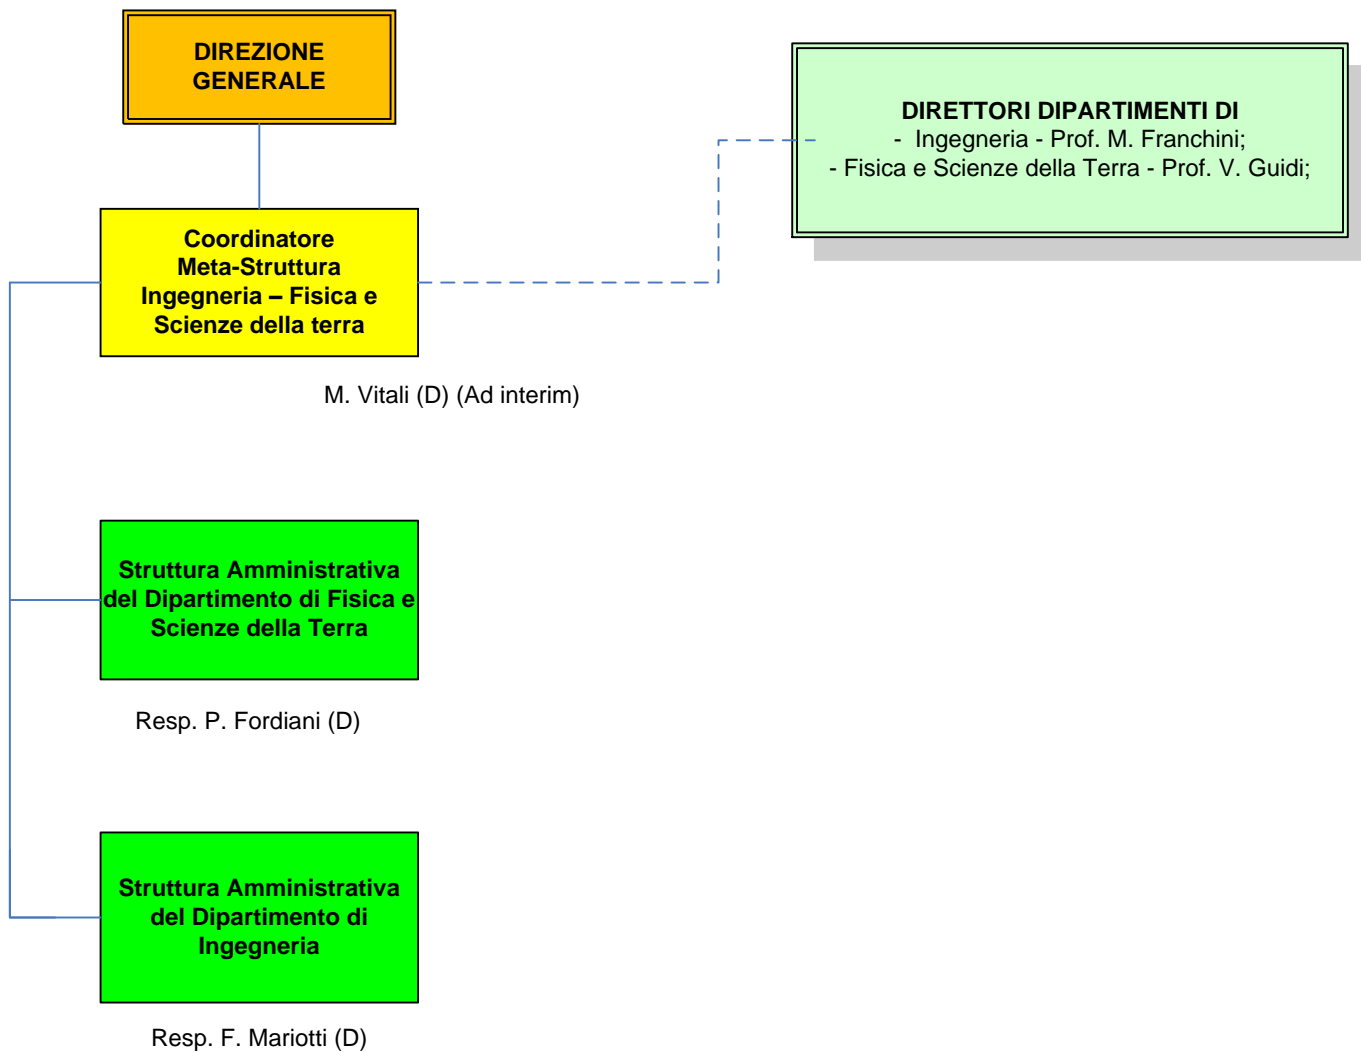 DIREZIONE
GENERALE
DIRETTORI DIPARTIMENTI DI
- Ingegneria - Prof. M. Franchini;
- Fisica e Scienze della Terra - Prof. V. Guidi;
Coordinatore
Meta-Struttura
Ingegneria – Fisica e
Scienze della terra
M. Vitali (D) (Ad interim)
Struttura Amministrativa
del Dipartimento di Fisica e
Scienze della Terra
Resp. P. Fordiani (D)
Struttura Amministrativa
del Dipartimento di
Ingegneria
Resp. F. Mariotti (D)